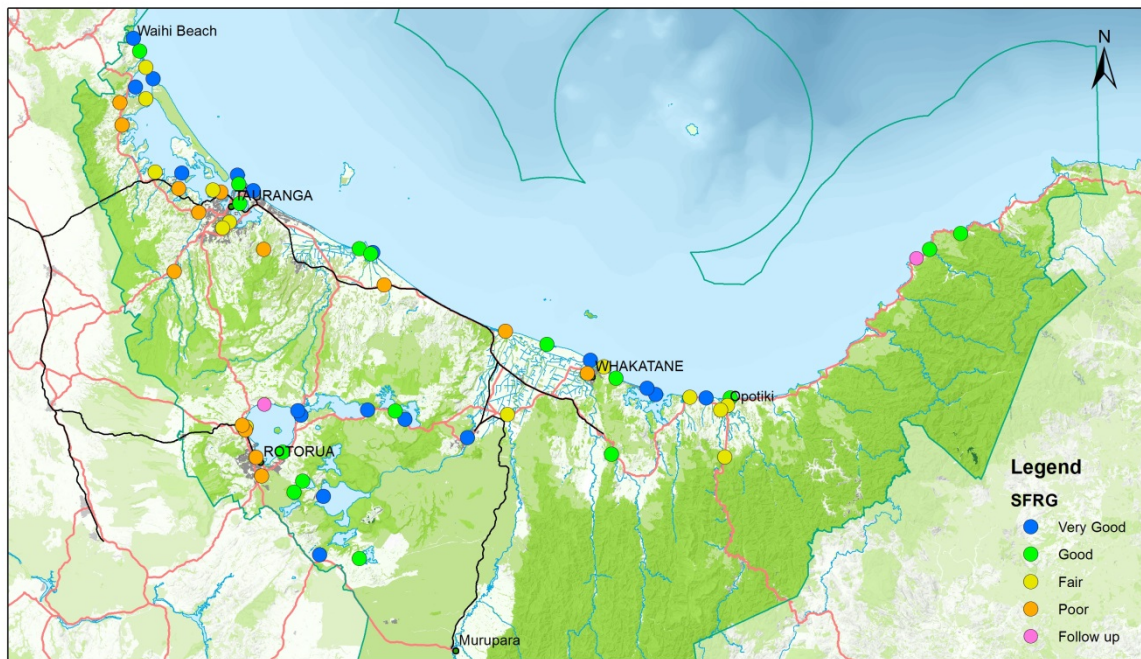 Waihi Beach
N
TAURANGA
WHAKATANE
Opotiki
ROTORUA
Murupara
Legend
SFRG
Very Good
Good
Fair
Poor
Follow up